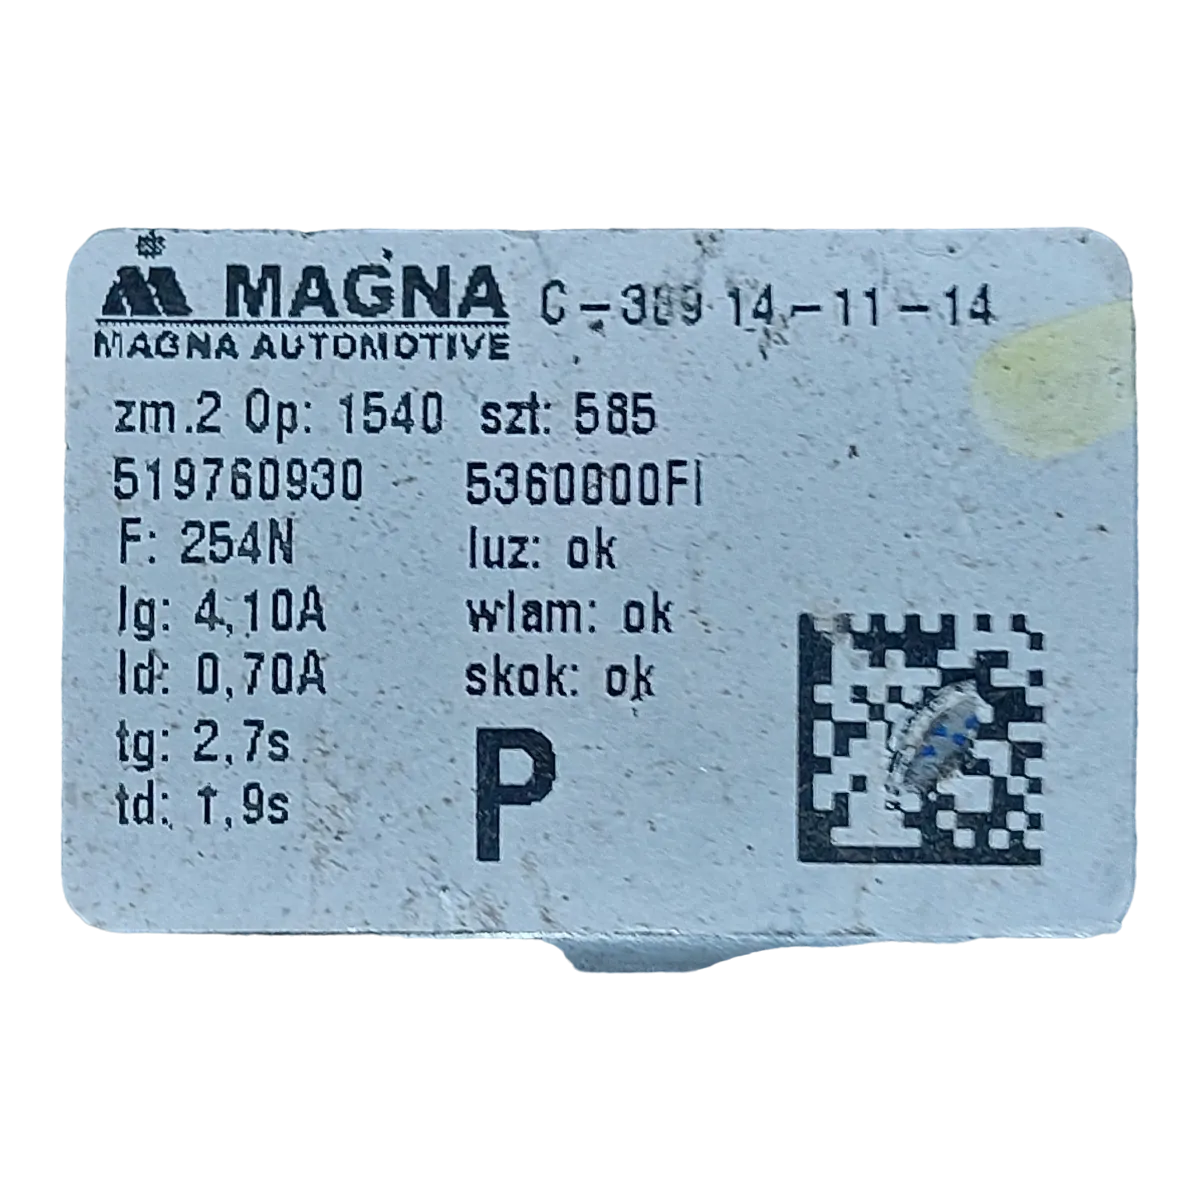 MAGNA C-389 14-11-14
MAGNA AUTOMOTIVE
zm.2 Op: 1540 szt: 585
519760930 5360000FI
F: 254N luz: ok
Ig: 4,10A wlam: ok
Id: 0,70A skok: ok
tg: 2,7s
td: 1,9s
P